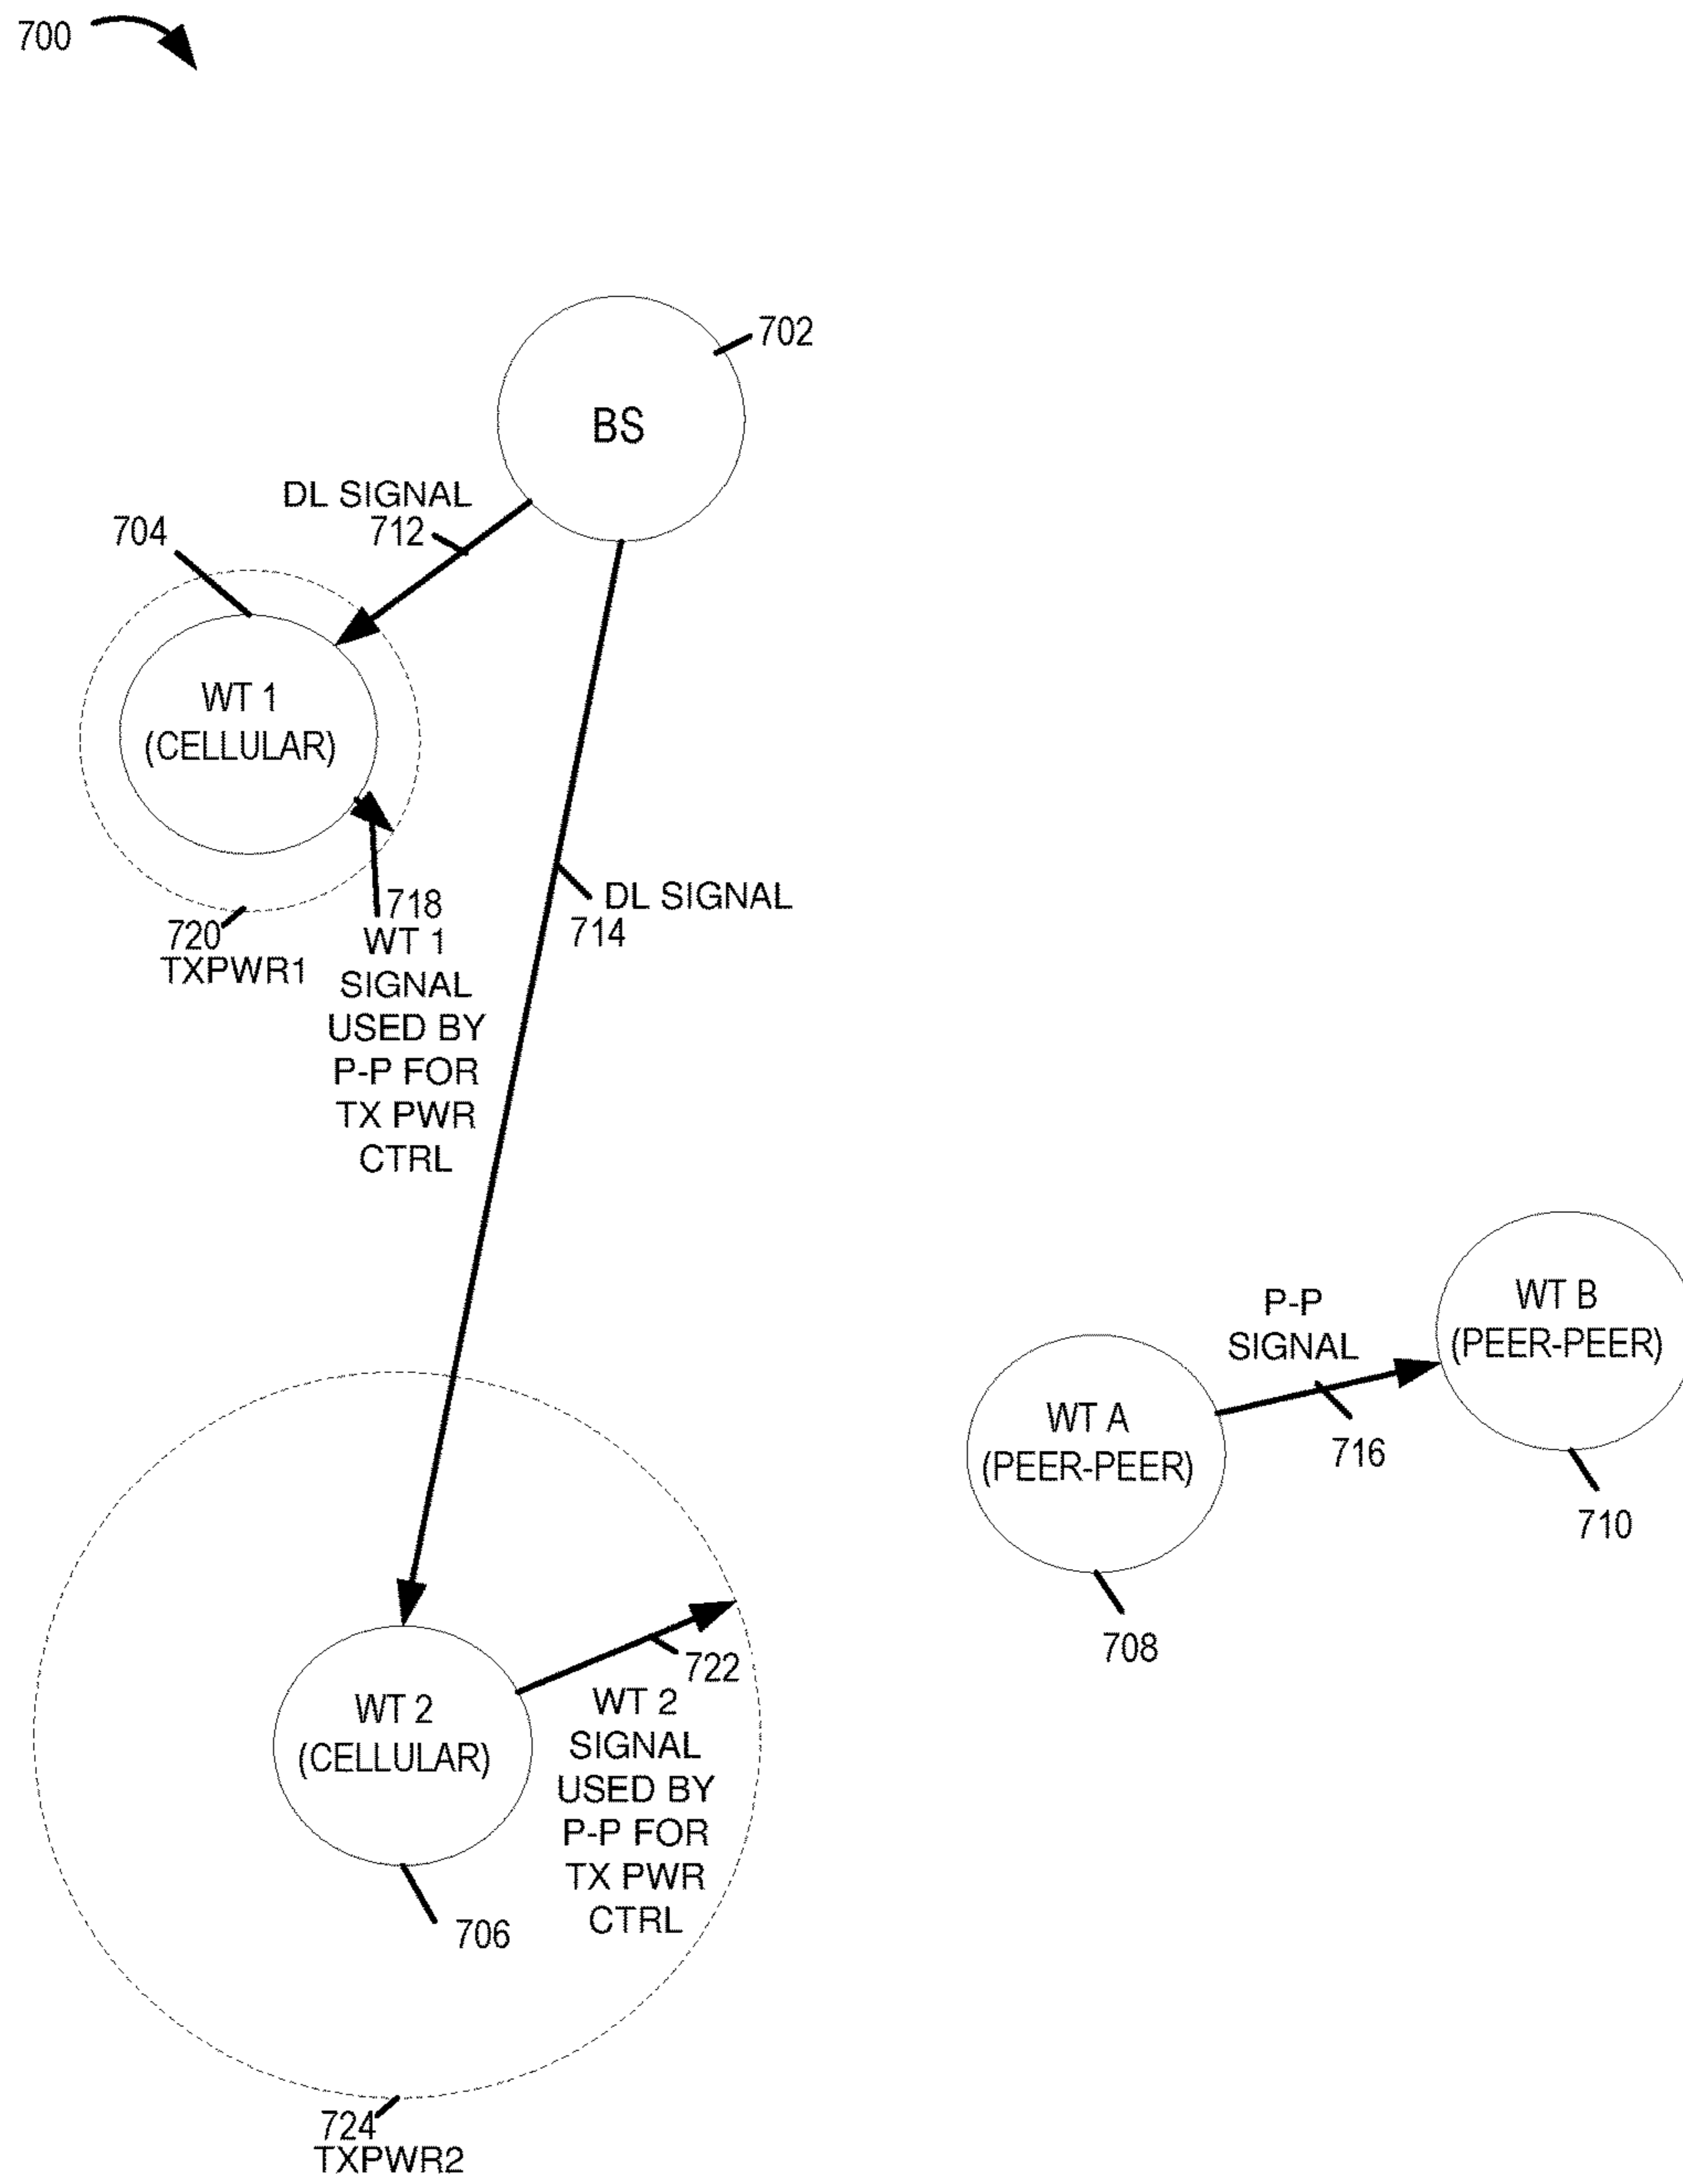 700
702
BS
DL SIGNAL
712
704
WT 1
(CELLULAR)
718
WT 1
SIGNAL
USED BY
P-P FOR
TX PWR
CTRL
720
TXPWR1
DL SIGNAL
714
WT B
(PEER-PEER)
710
P-P
SIGNAL
716
WT A
(PEER-PEER)
708
722
WT 2
SIGNAL
USED BY
P-P FOR
TX PWR
CTRL
WT 2
(CELLULAR)
706
724
TXPWR2